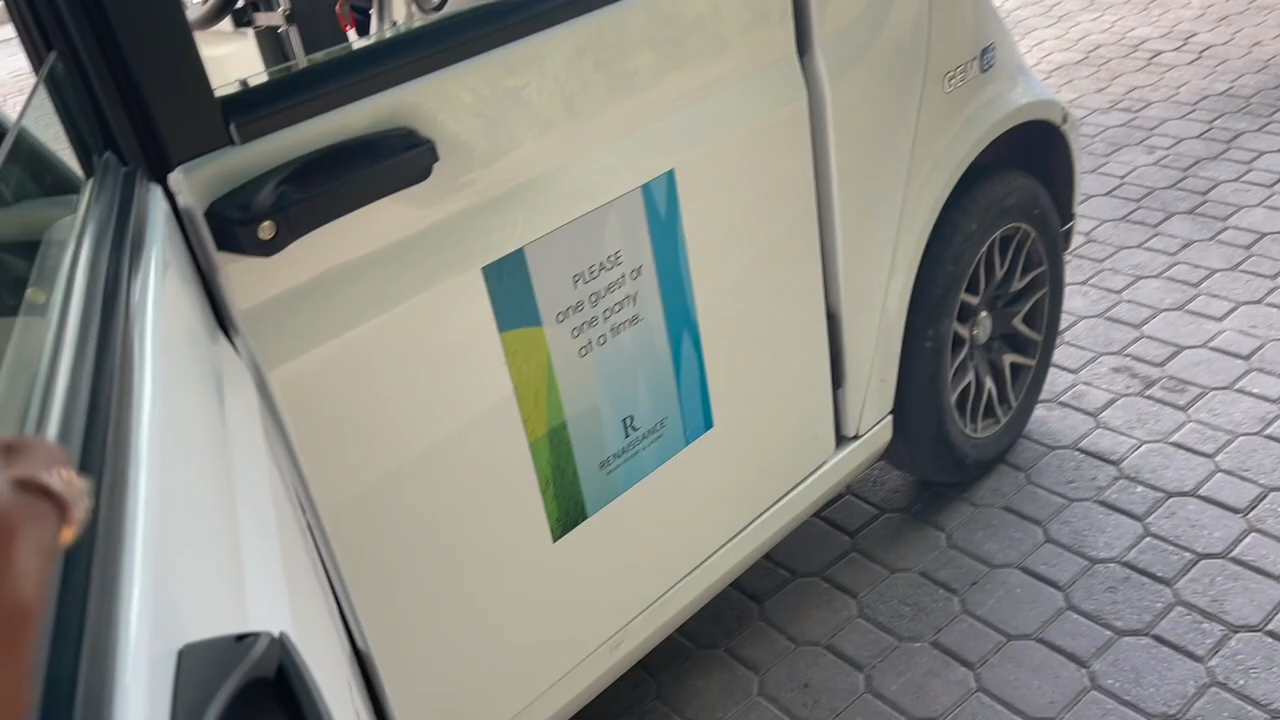 PLEASE
one guest or
one party
at a time.
R
RENAISSANCE
GEM